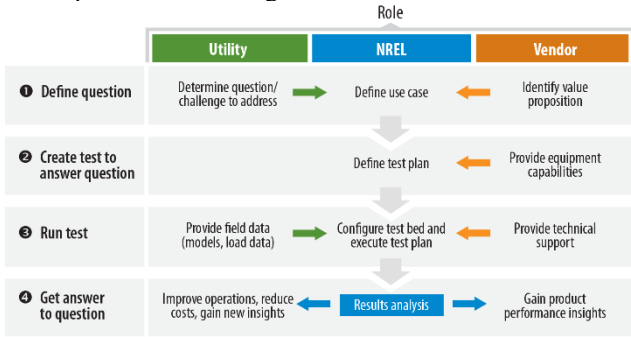 Role
Utility
NREL
Vendor
❶ Define question
Determine question/
challenge to address
Define use case
Identify value
proposition
❷ Create test to
answer question
Define test plan
Provide equipment
capabilities
❸ Run test
Provide field data
(models, load data)
Configure test bed and
execute test plan
Provide technical
support
❹ Get answer
to question
Improve operations, reduce
costs, gain new insights
Results analysis
Gain product
performance insights